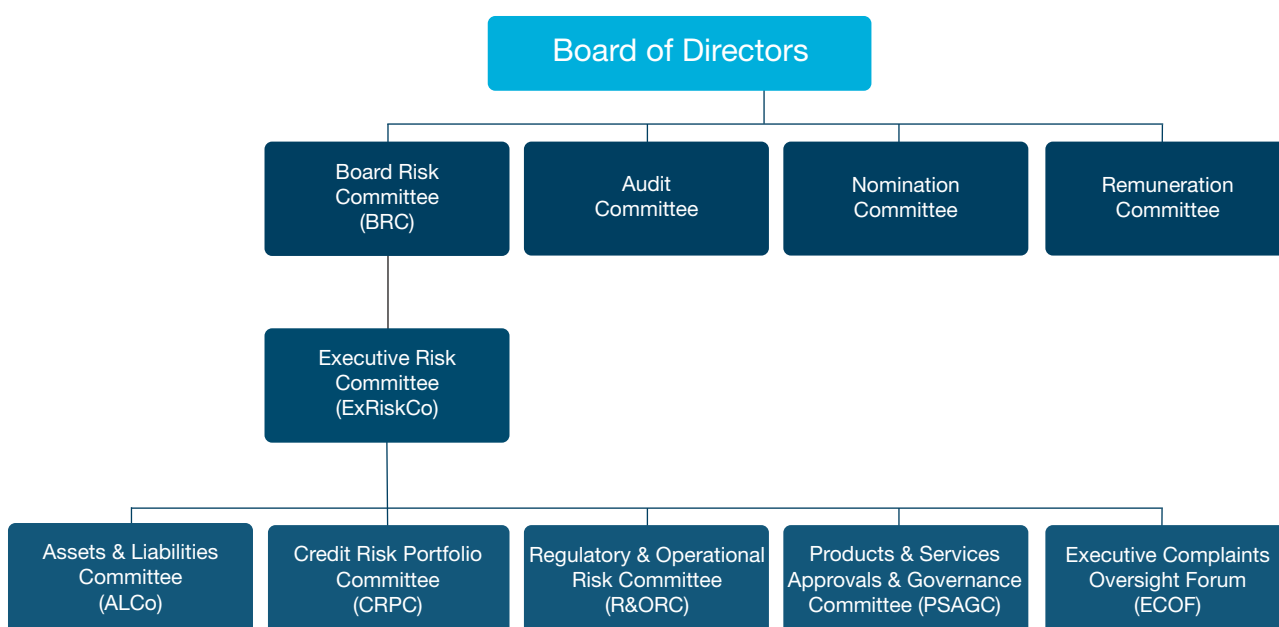 Board of Directors
Board Risk
Committee
(BRC)
Audit
Committee
Nomination
Committee
Remuneration
Committee
Executive Risk
Committee
(ExRiskCo)
Assets & Liabilities
Committee
(ALCo)
Credit Risk Portfolio
Committee
(CRPC)
Regulatory & Operational
Risk Committee
(R&ORC)
Products & Services
Approvals & Governance
Committee (PSAGC)
Executive Complaints
Oversight Forum
(ECOF)